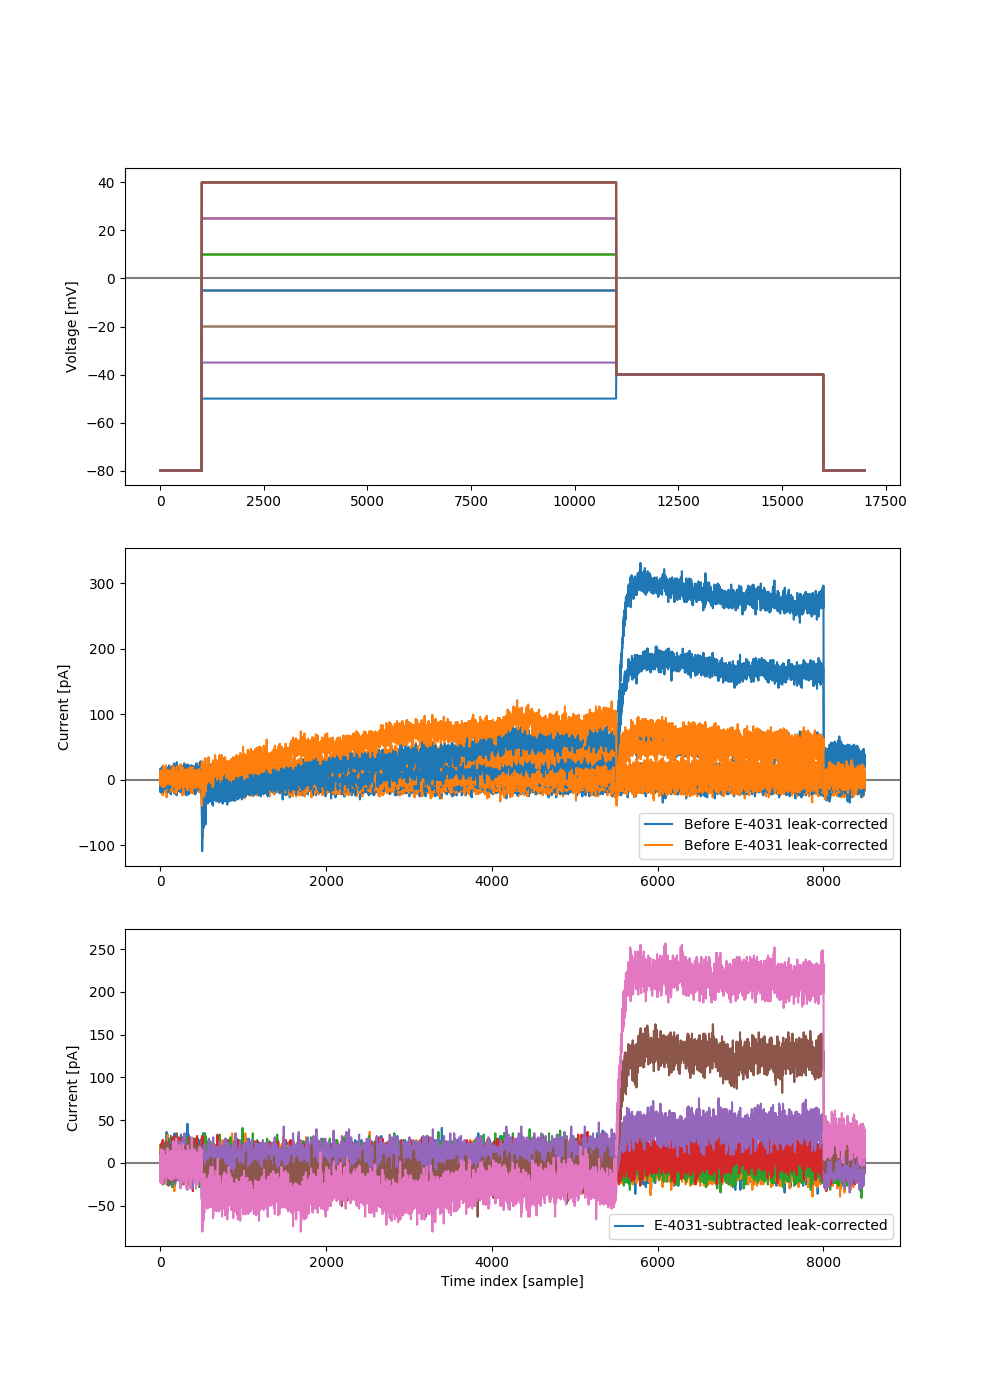 40
20
0
−20
−40
−60
−80
Voltage [mV]
0 2500 5000 7500 10000 12500 15000 17500
300
200
100
0
−100
Current [pA]
Before E-4031 leak-corrected
Before E-4031 leak-corrected
0 2000 4000 6000 8000
250
200
150
100
50
0
−50
Current [pA]
E-4031-subtracted leak-corrected
0 2000 4000 6000 8000
Time index [sample]